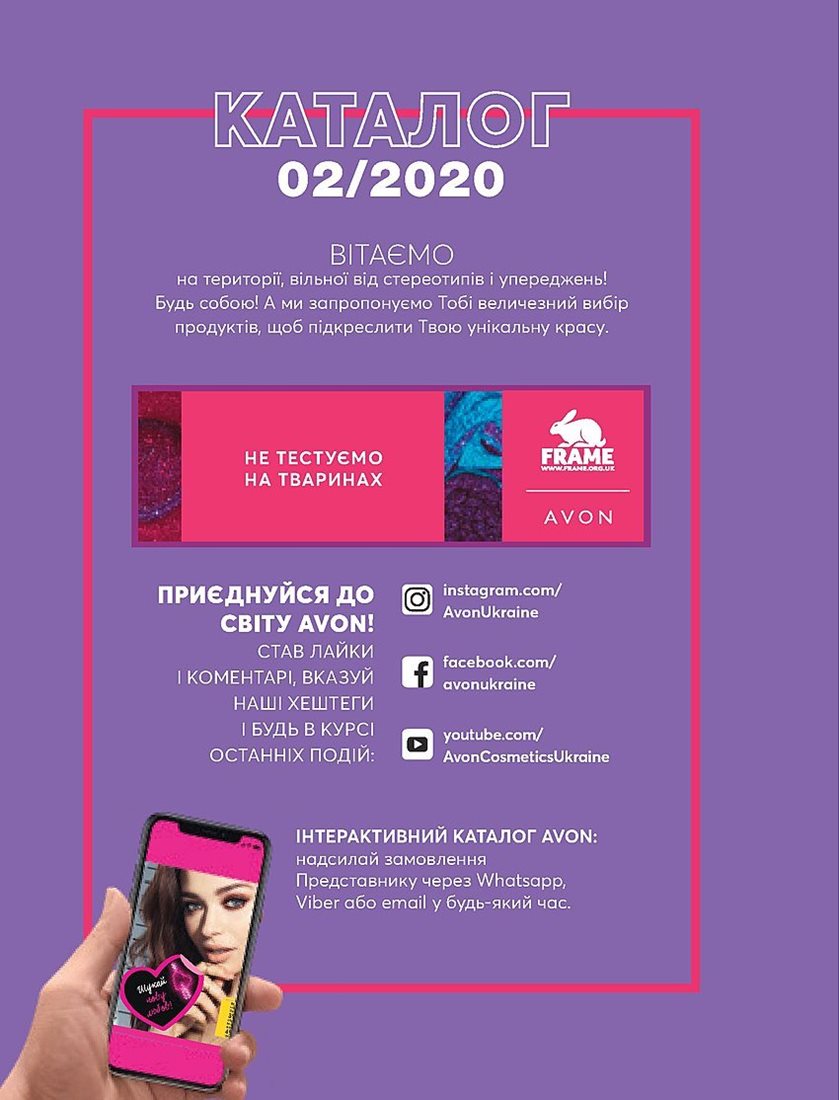 КАТАЛОГ
02/2020
ВІТАЄМО
на території, вільної від стереотипів і упереджень!
Будь собою! А ми запропонуємо Тобі величезний вибір
продуктів, щоб підкреслити Твою унікальну красу.
НЕ ТЕСТУЄМО
НА ТВАРИНАХ
FRAME
WWW.FRAME.ORG.UK
AVON
ПРИЄДНУЙСЯ ДО
СВІТУ AVON!
СТАВ ЛАЙКИ
І КОМЕНТАРІ, ВКАЗУЙ
НАШІ ХЕШТЕГИ
І БУДЬ В КУРСІ
ОСТАННІХ ПОДІЙ:
instagram.com/
AvonUkraine
facebook.com/
avonukraine
youtube.com/
AvonCosmeticsUkraine
ІНТЕРАКТИВНИЙ КАТАЛОГ AVON:
надсилай замовлення
Представнику через Whatsapp,
Viber або email у будь-який час.
Шукай
нову
любов!